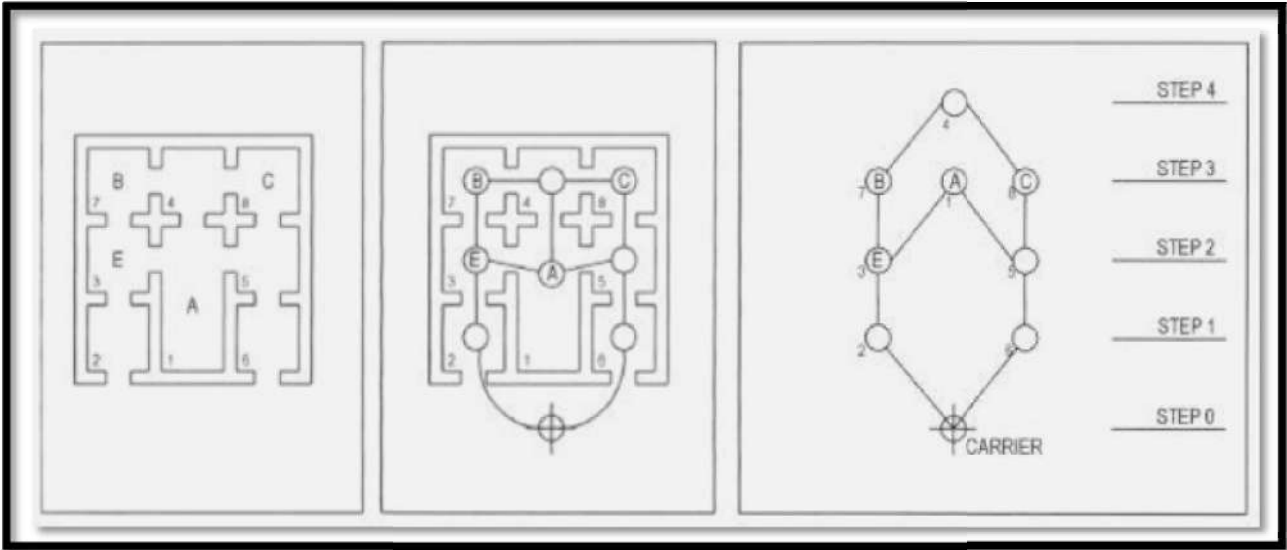 B C
7 4 8
E
3 5
A
2 1 6
B C
7 4 8
E A
3 5
2 1 6
STEP 4
4
B A C STEP 3
7 1 8
E STEP 2
3 5
STEP 1
2 6
STEP 0
CARRIER